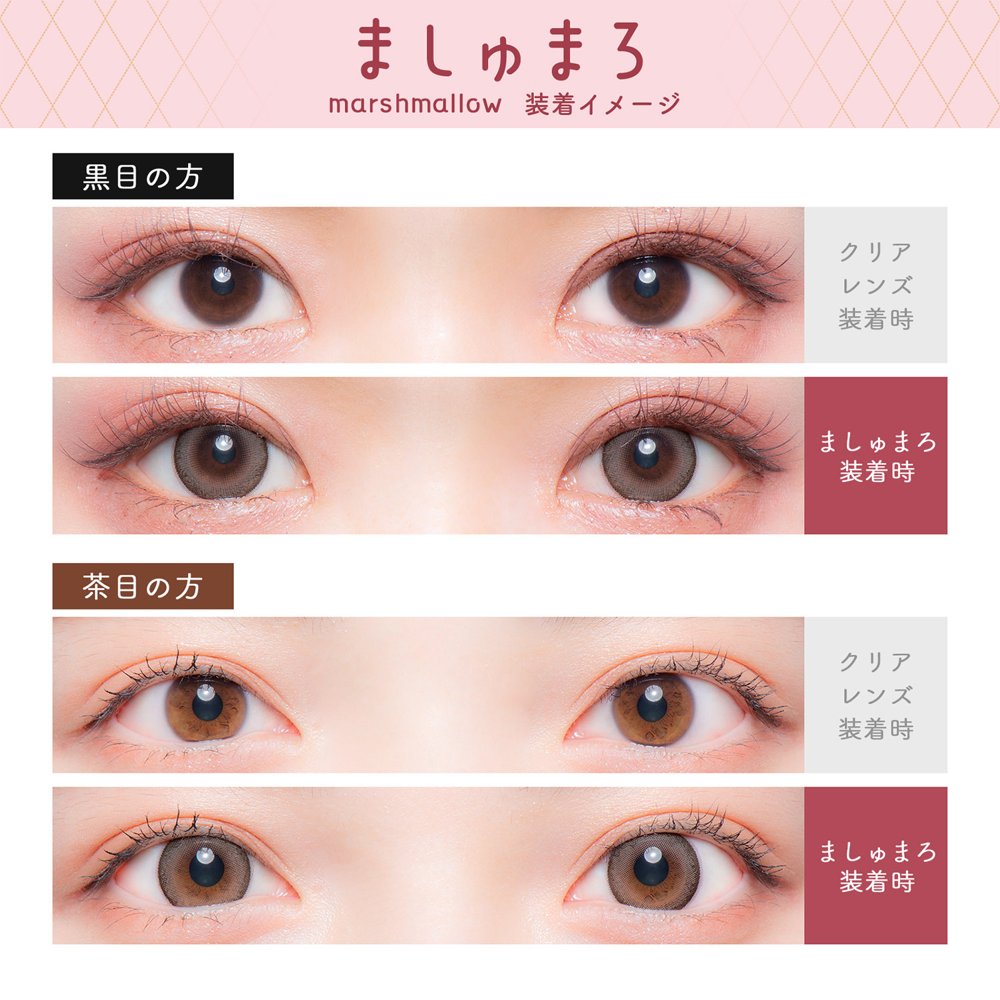 ましゅまろ
marshmallow 装着イメージ
黒目の方
クリア
レンズ
装着時
ましゅまろ
装着時
茶目の方
クリア
レンズ
装着時
ましゅまろ
装着時